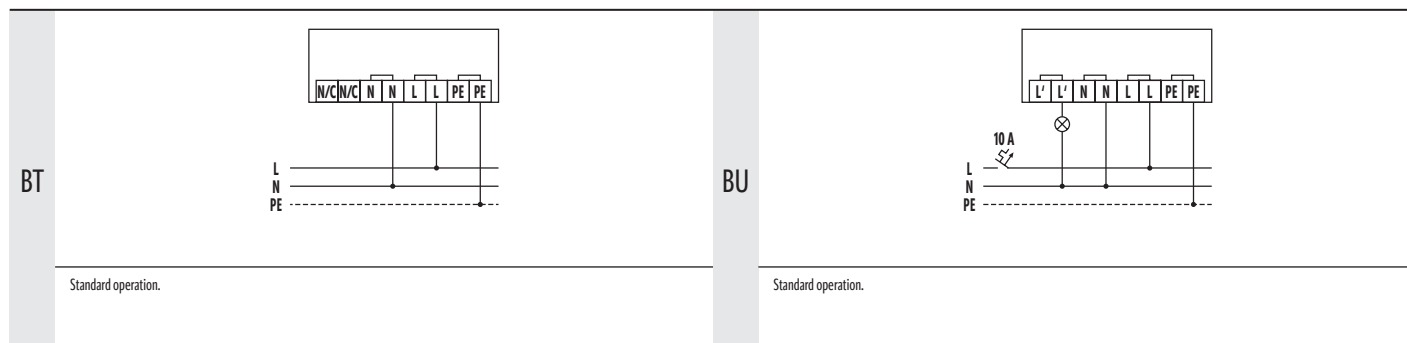 BT
N/C N/C N N L L PE PE
L
N
PE
Standard operation.
BU
L' L' N N L L PE PE
10 A
L
N
PE
Standard operation.